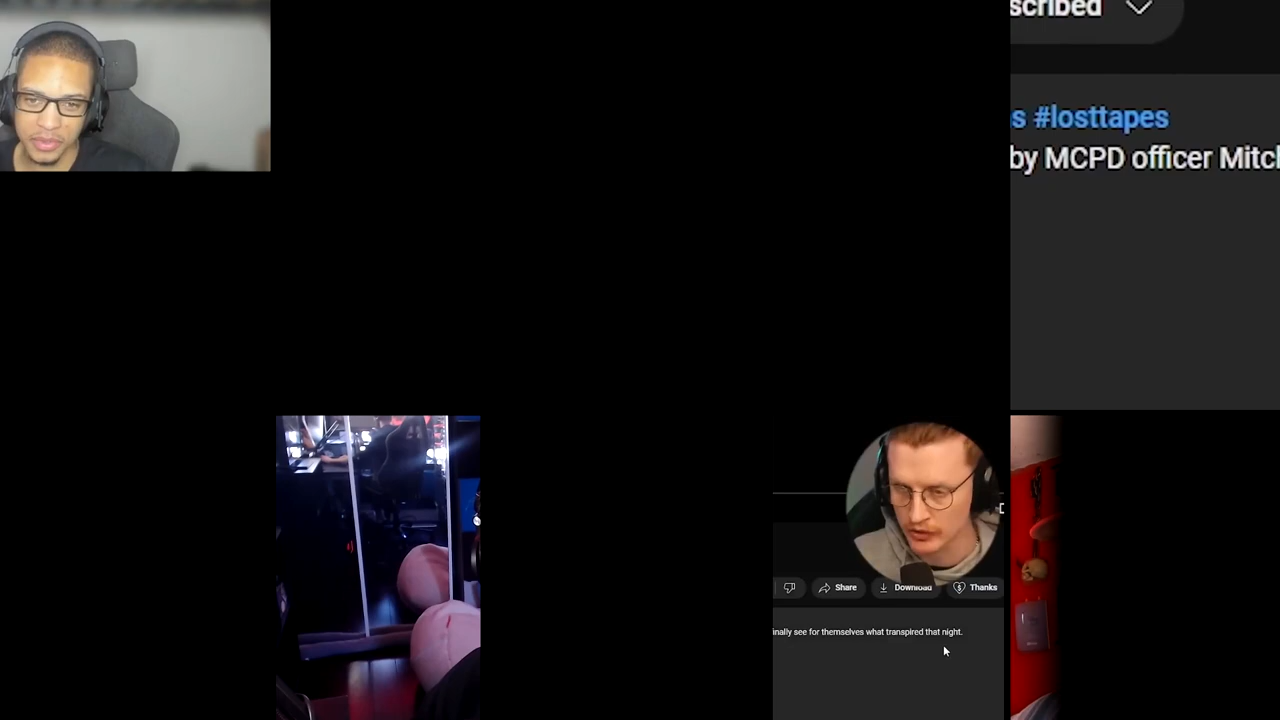 scribed
s #losttapes
by MCPD officer Mitc
Share
Download
Thanks
inally see for themselves what transpired that night.